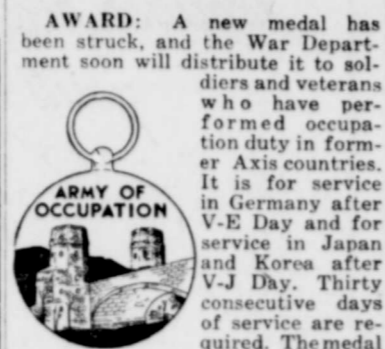 AWARD: A new medal has
been struck, and the War Depart-
ment soon will distribute it to sol-
diers and veterans
who have per-
formed occupa-
tion duty in form-
er Axis countries.
It is for service
in Germany after
V-E Day and for
service in Japan
and Korea after
V-J Day. Thirty
consecutive days
of service are re-
quired. The medal
ARMY OF
OCCUPATION